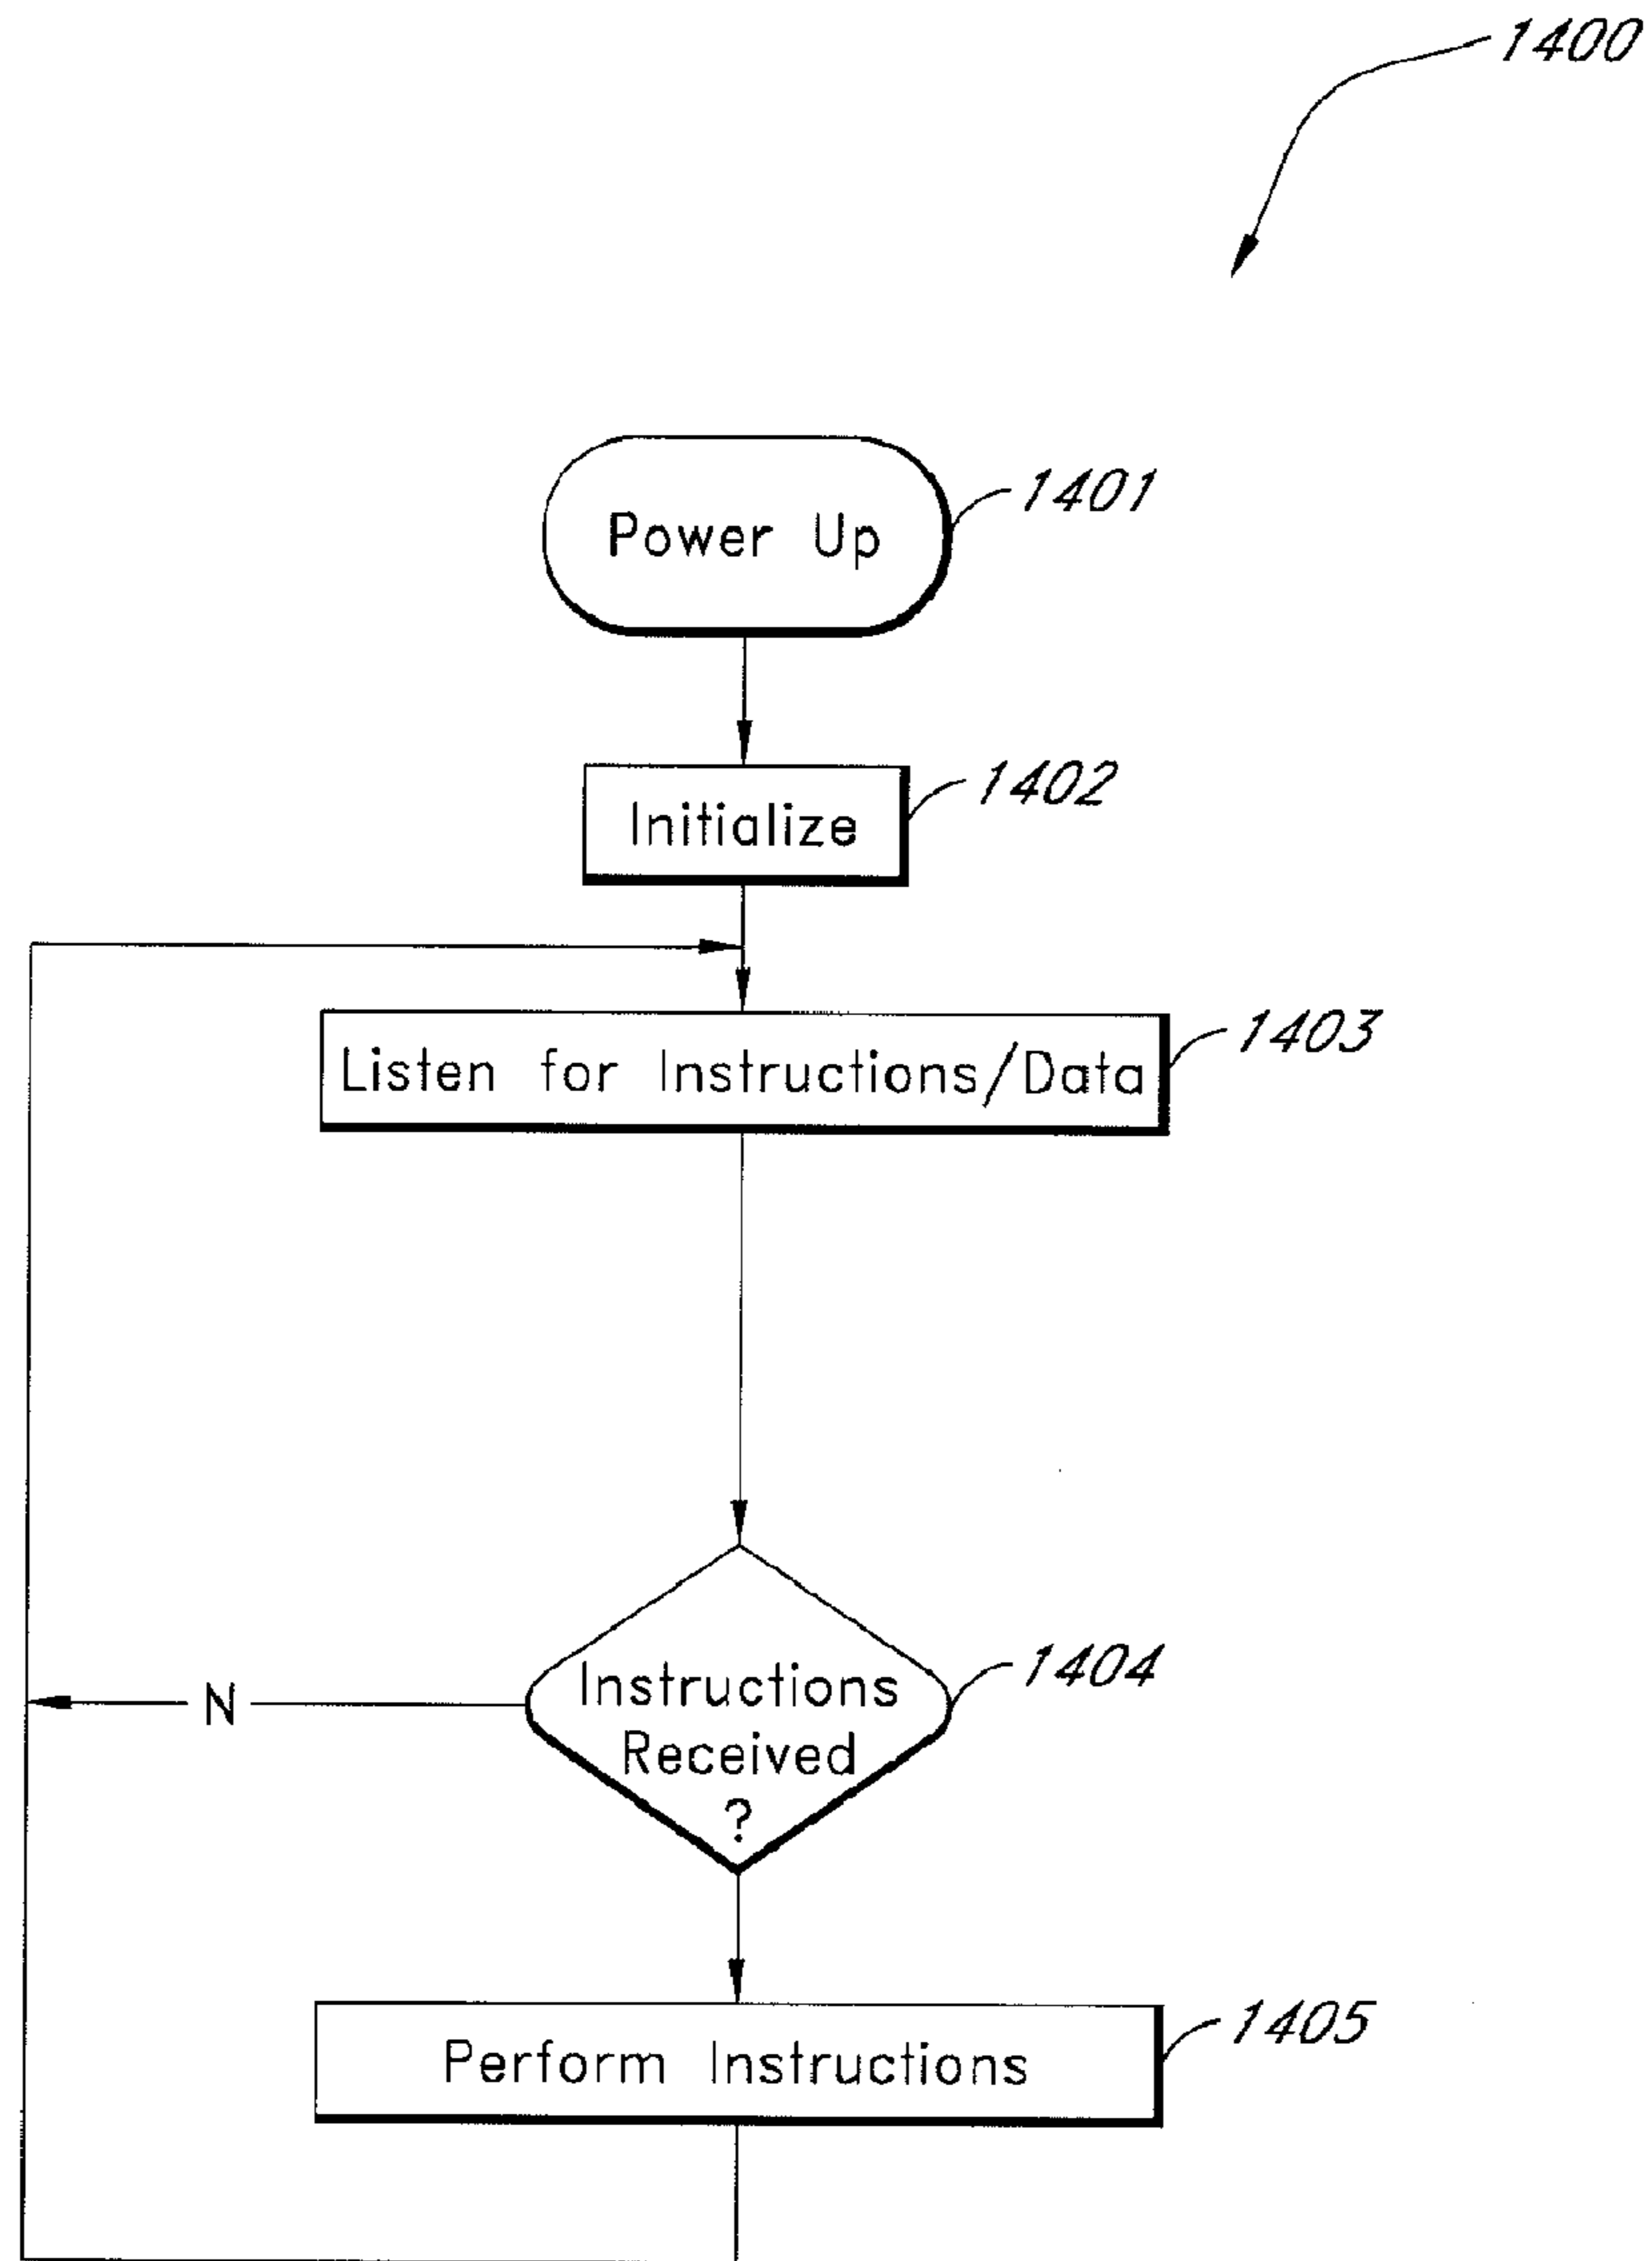 1400
Power Up
1401
Initialize
1402
Listen for Instructions/Data
1403
Instructions
Received
?
1404
N
Perform Instructions
1405